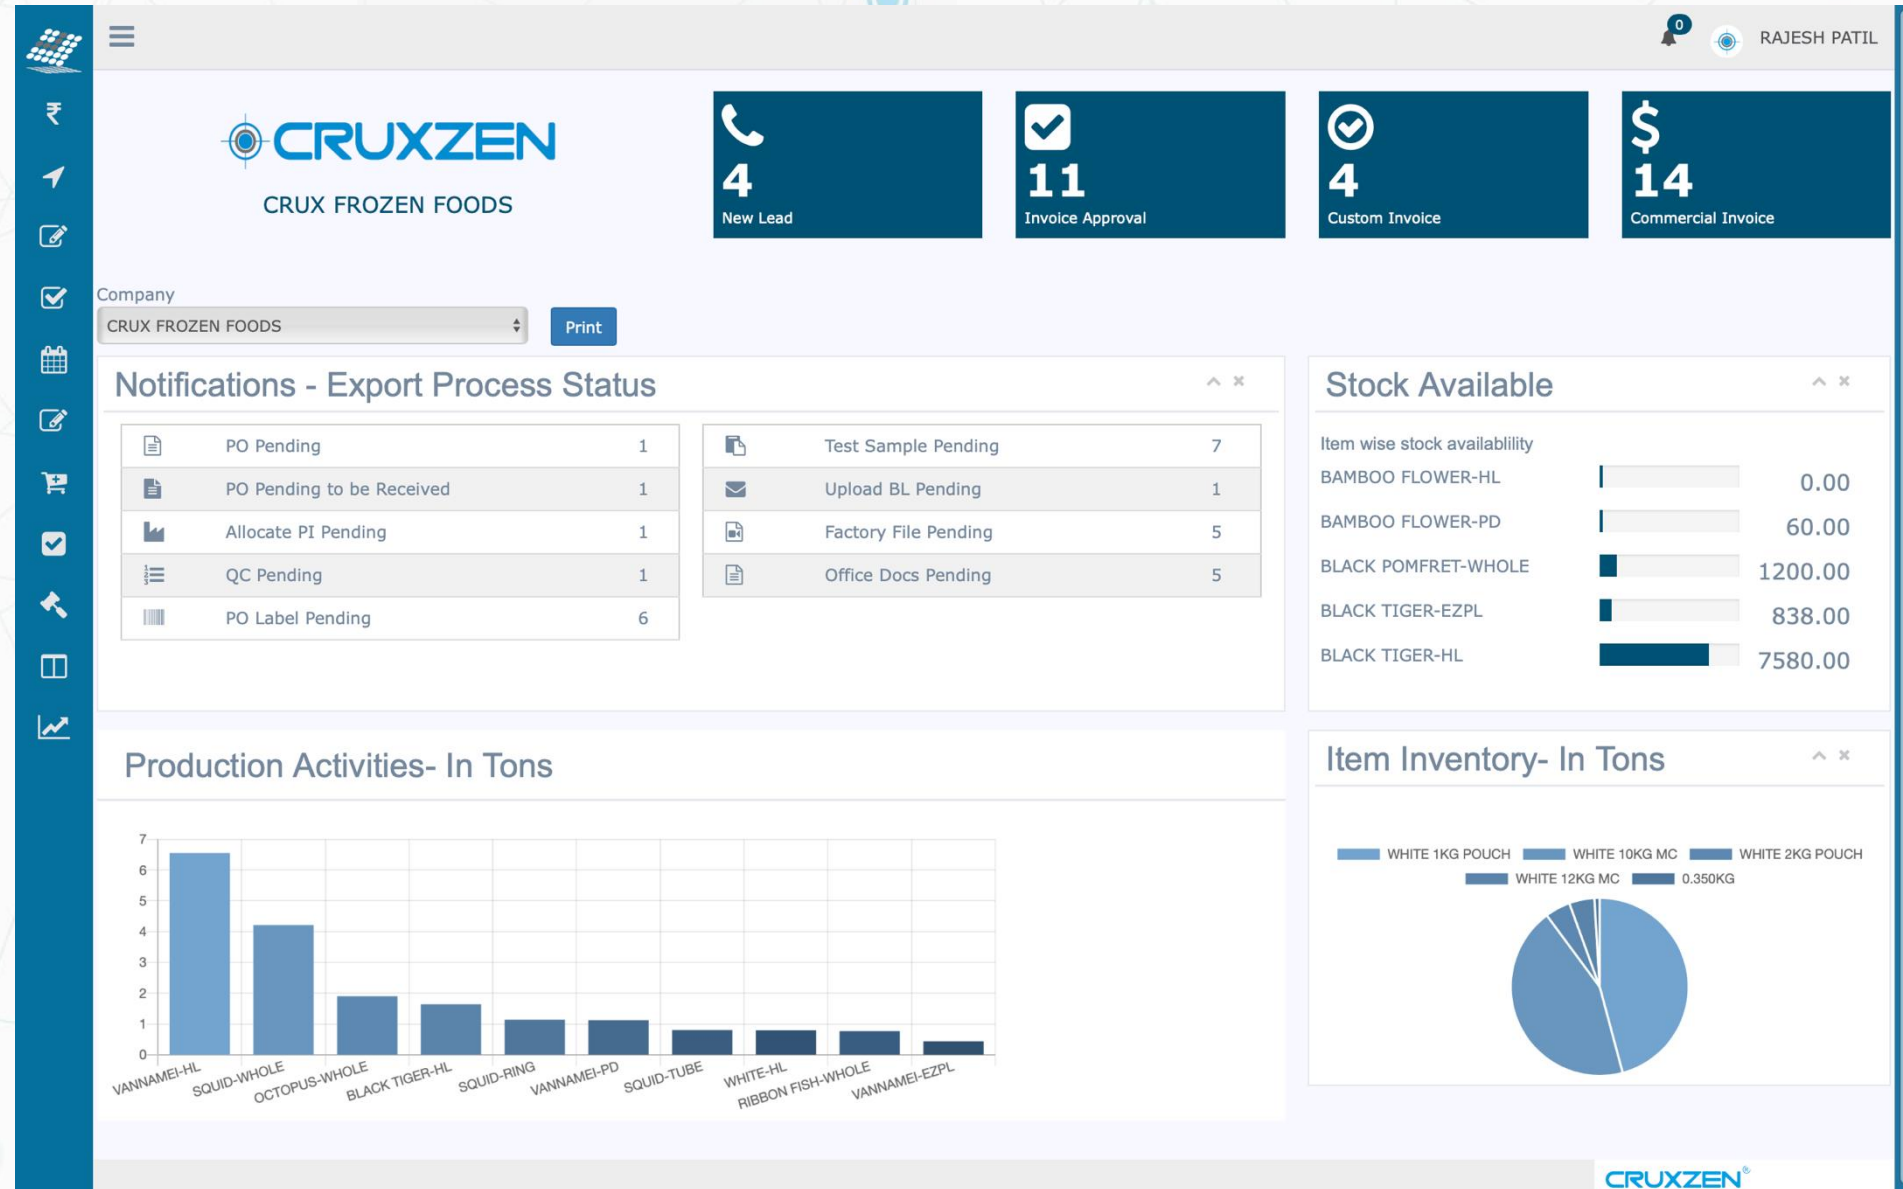 0
RAJESH PATIL
CRUXZEN
CRUX FROZEN FOODS
4
New Lead
11
Invoice Approval
4
Custom Invoice
$
14
Commercial Invoice
Company
CRUX FROZEN FOODS
Print
Notifications - Export Process Status
PO Pending 1
PO Pending to be Received 1
Allocate PI Pending 1
QC Pending 1
PO Label Pending 6
Test Sample Pending 7
Upload BL Pending 1
Factory File Pending 5
Office Docs Pending 5
Stock Available
Item wise stock availablility
BAMBOO FLOWER-HL 0.00
BAMBOO FLOWER-PD 60.00
BLACK POMFRET-WHOLE 1200.00
BLACK TIGER-EZPL 838.00
BLACK TIGER-HL 7580.00
Production Activities- In Tons
7
6
5
4
3
2
1
0
VANNAMEI-HL
SQUID-WHOLE
OCTOPUS-WHOLE
BLACK TIGER-HL
SQUID-RING
VANNAMEI-PD
SQUID-TUBE
WHITE-HL
RIBBON FISH-WHOLE
VANNAMEI-EZPL
Item Inventory- In Tons
WHITE 1KG POUCH WHITE 10KG MC WHITE 2KG POUCH
WHITE 12KG MC 0.350KG
CRUXZEN®